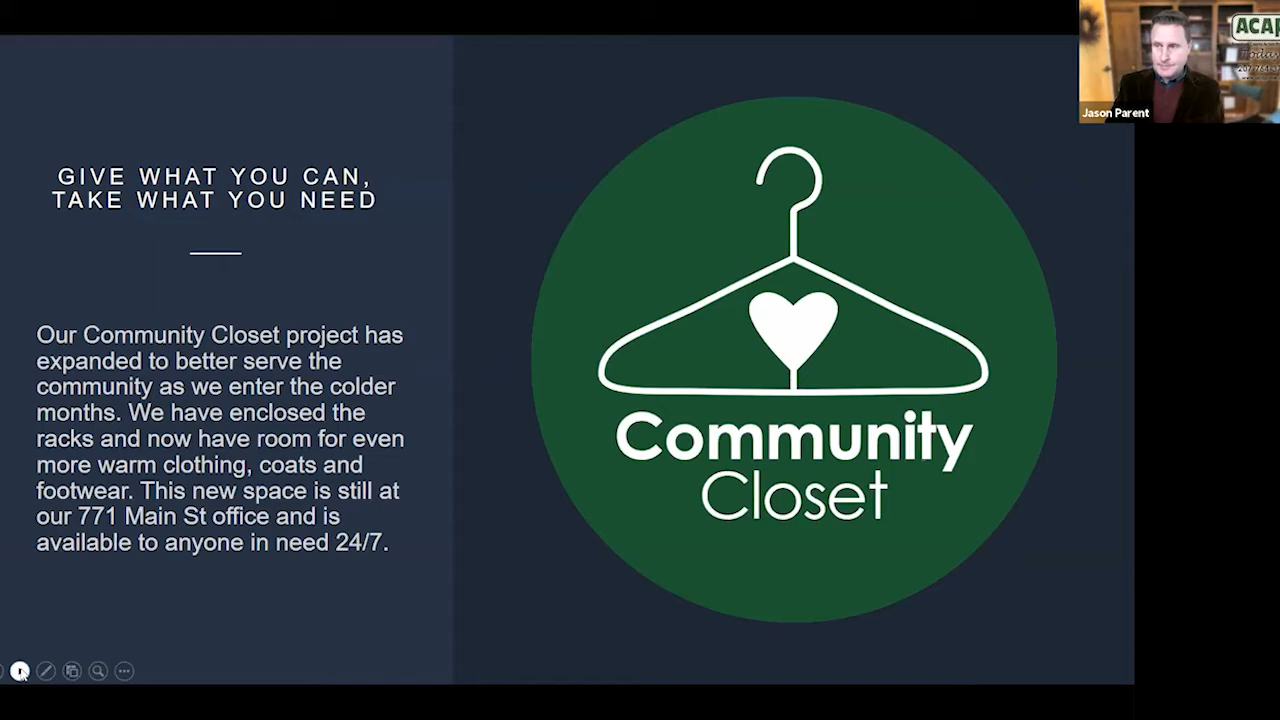 GIVE WHAT YOU CAN,
TAKE WHAT YOU NEED
Our Community Closet project has
expanded to better serve the
community as we enter the colder
months. We have enclosed the
racks and now have room for even
more warm clothing, coats and
footwear. This new space is still at
our 771 Main St office and is
available to anyone in need 24/7.
Community
Closet
Jason Parent
Today